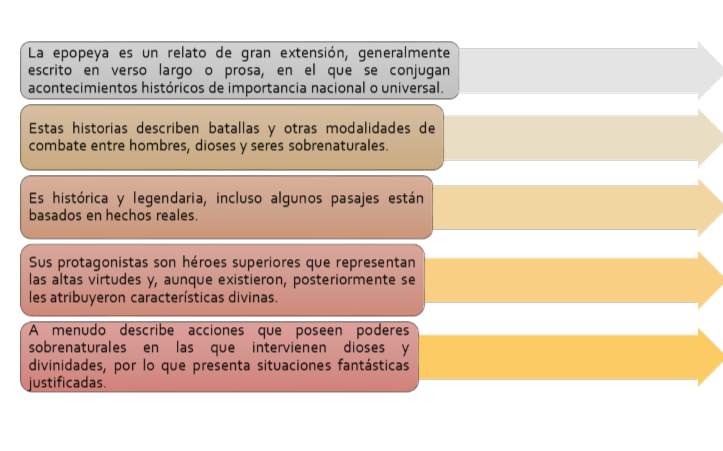 La epopeya es un relato de gran extensión, generalmente
escrito en verso largo o prosa, en el que se conjugan
acontecimientos históricos de importancia nacional o universal.
Estas historias describen batallas y otras modalidades de
combate entre hombres, dioses y seres sobrenaturales.
Es histórica y legendaria, incluso algunos pasajes están
basados en hechos reales.
Sus protagonistas son héroes superiores que representan
las altas virtudes y, aunque existieron, posteriormente se
les atribuyeron características divinas.
A menudo describe acciones que poseen poderes
sobrenaturales en las que intervienen dioses y
divinidades, por lo que presenta situaciones fantásticas
justificadas.